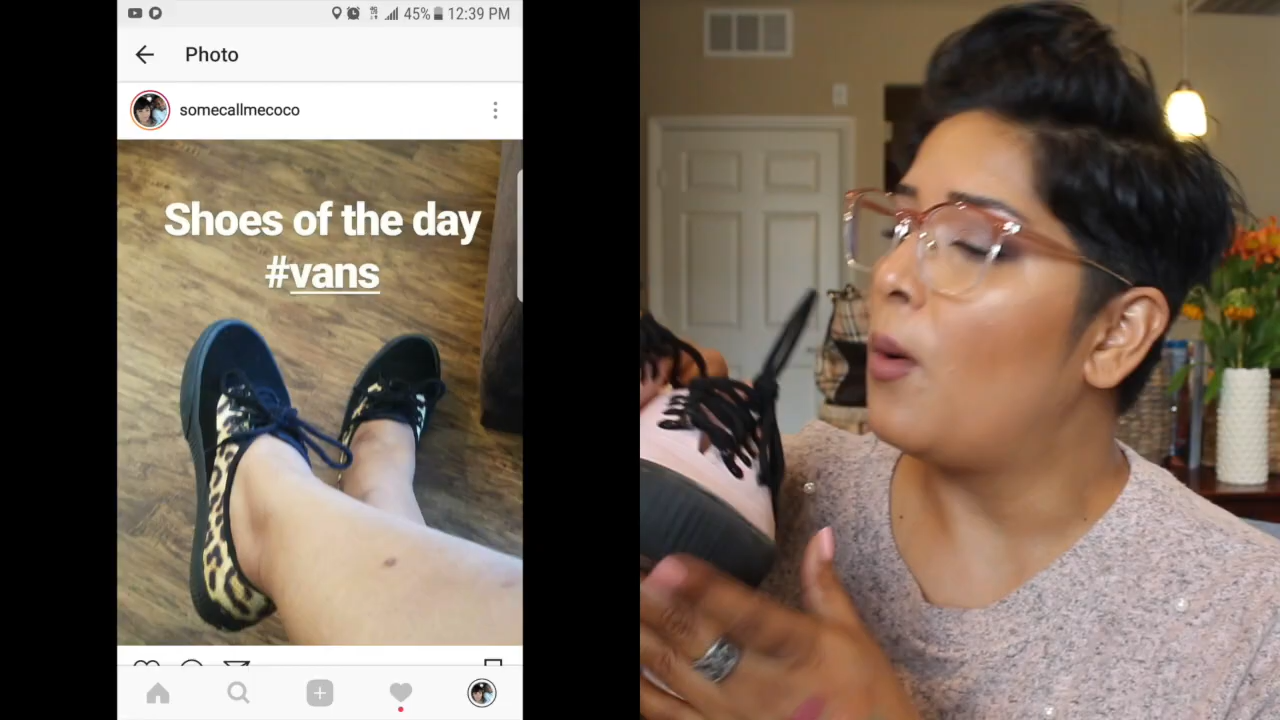 45% 12:39 PM
Photo
somecallmecoco
Shoes of the day
#vans